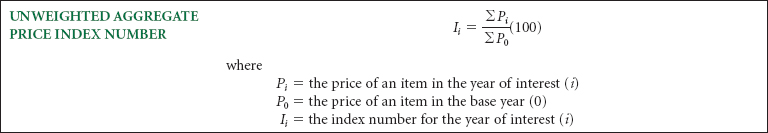 UNWEIGHTED AGGREGATE
PRICE INDEX NUMBER
Iᵢ = ΣPᵢ / ΣP₀ (100)
where
Pᵢ = the price of an item in the year of interest (i)
P₀ = the price of an item in the base year (0)
Iᵢ = the index number for the year of interest (i)